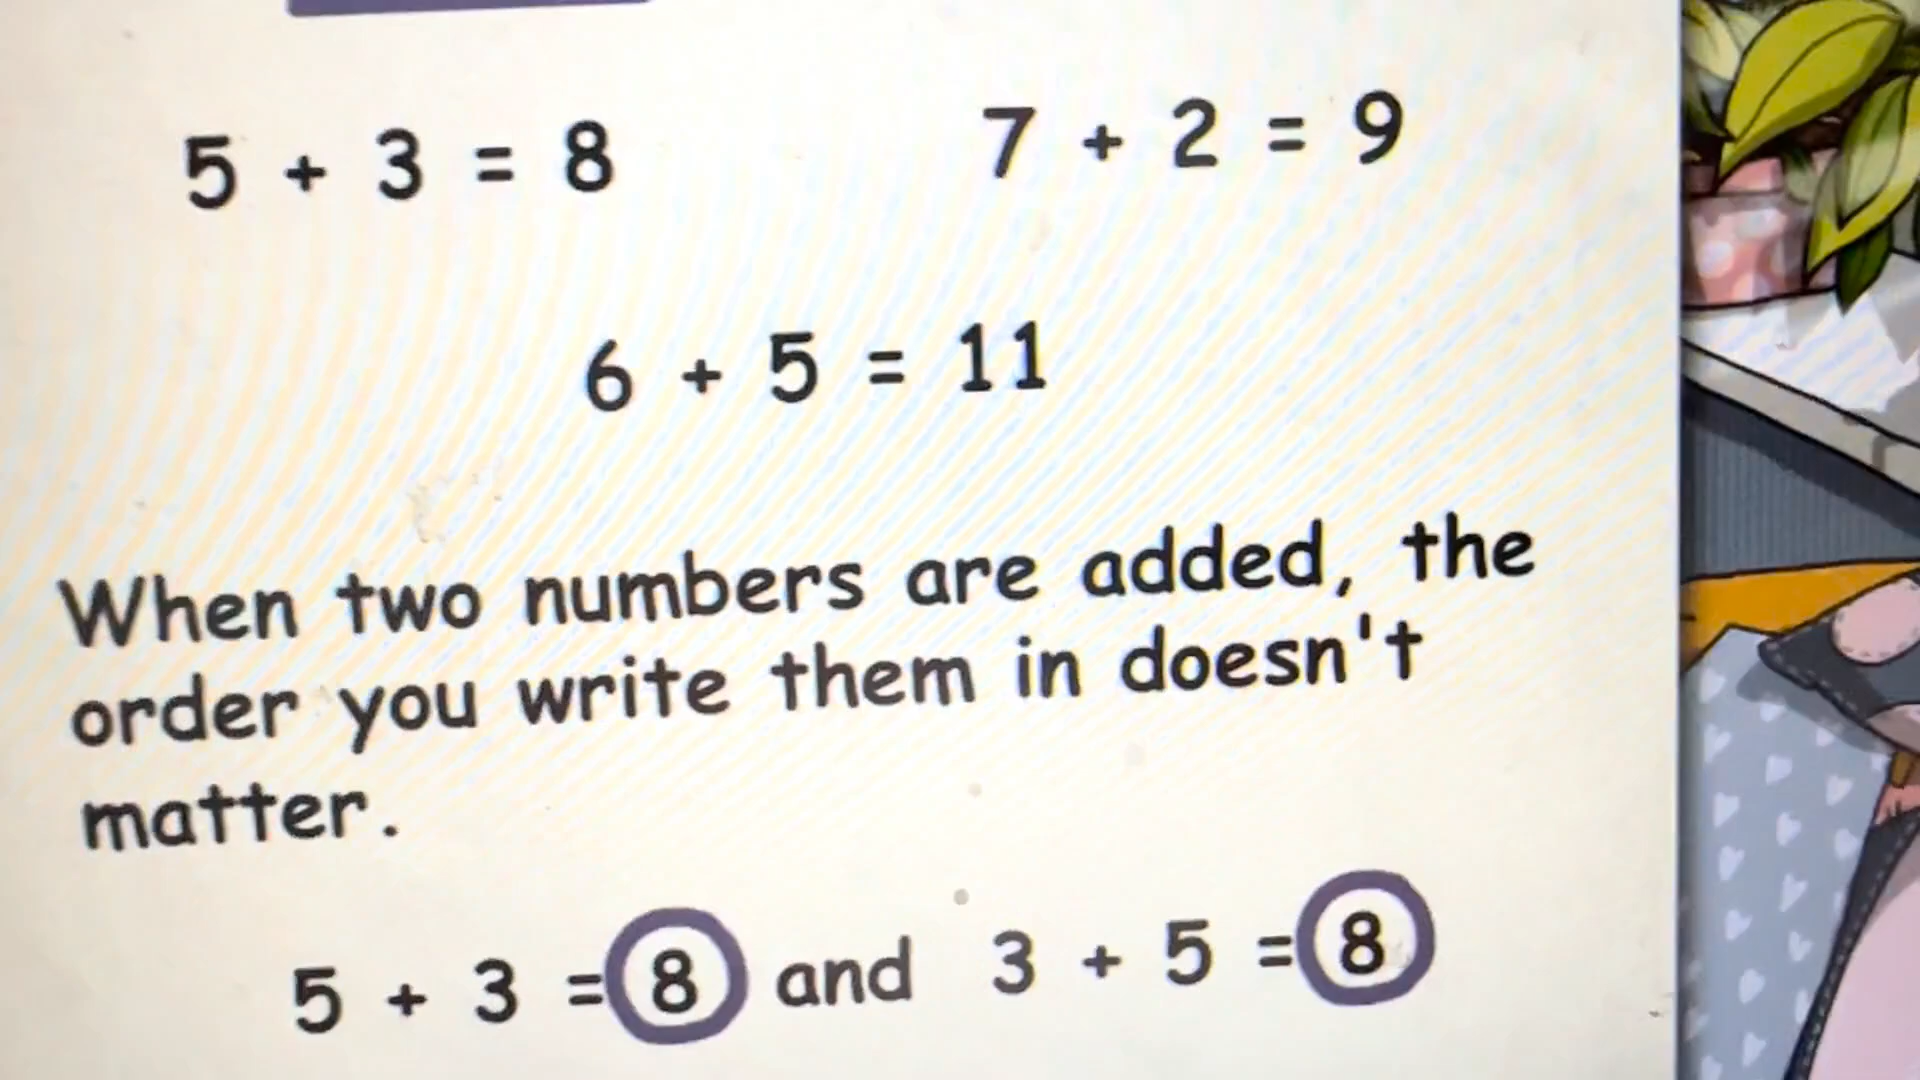 5 + 3 = 8
7 + 2 = 9
6 + 5 = 11
When two numbers are added, the
order you write them in doesn't
matter.
5 + 3 = 8 and 3 + 5 = 8